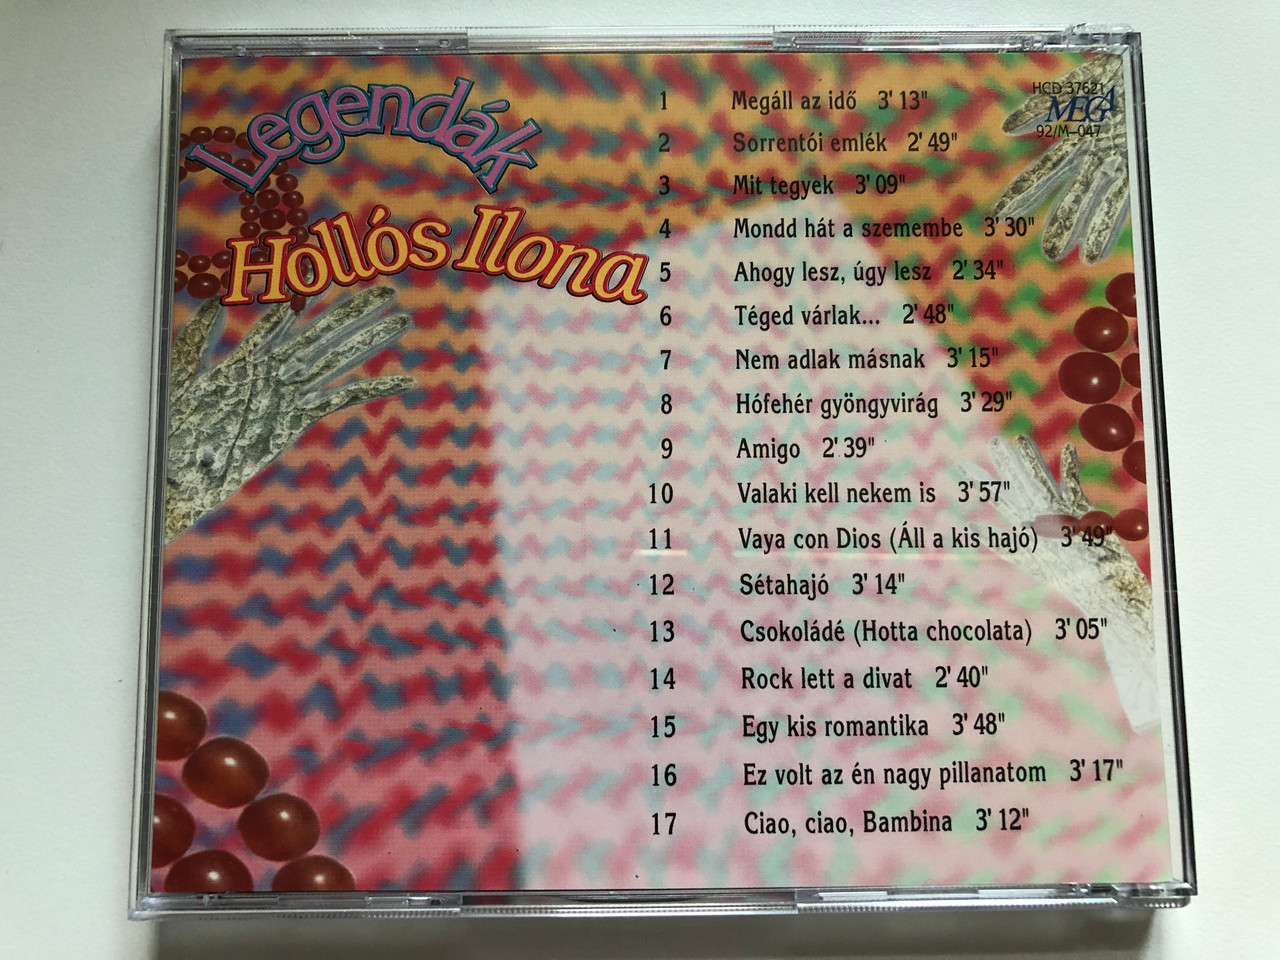 Legendák
Hollós Ilona
HCD 37621
MEGA
92/M-047
1 Megáll az idő 3' 13"
2 Sorrentói emlék 2' 49"
3 Mit tegyek 3' 09"
4 Mondd hát a szemembe 3' 30"
5 Ahogy lesz, úgy lesz 2' 34"
6 Téged várlak... 2' 48"
7 Nem adlak másnak 3' 15"
8 Hófehér gyöngyvirág 3' 29"
9 Amigo 2' 39"
10 Valaki kell nekem is 3' 57"
11 Vaya con Dios (Áll a kis hajó) 3' 49"
12 Sétahajó 3' 14"
13 Csokoládé (Hotta chocolata) 3' 05"
14 Rock lett a divat 2' 40"
15 Egy kis romantika 3' 48"
16 Ez volt az én nagy pillanatom 3' 17"
17 Ciao, ciao, Bambina 3' 12"